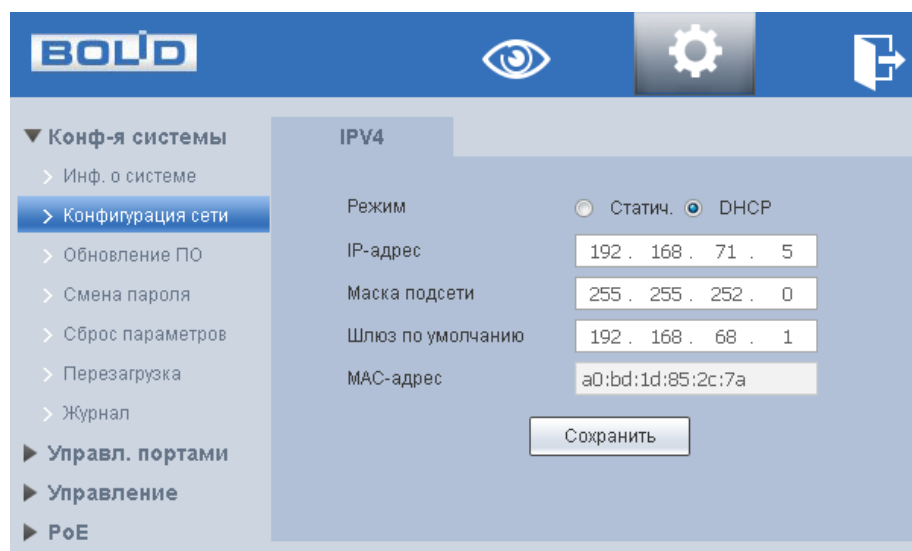 BOLID
Конф-я системы
Инф. о системе
Конфигурация сети
Обновление ПО
Смена пароля
Сброс параметров
Перезагрузка
Журнал
Управл. портами
Управление
PoE
IPV4
Режим Статич. DHCP
IP-адрес 192 . 168 . 71 . 5
Маска подсети 255 . 255 . 252 . 0
Шлюз по умолчанию 192 . 168 . 68 . 1
MAC-адрес a0:bd:1d:85:2c:7a
Сохранить